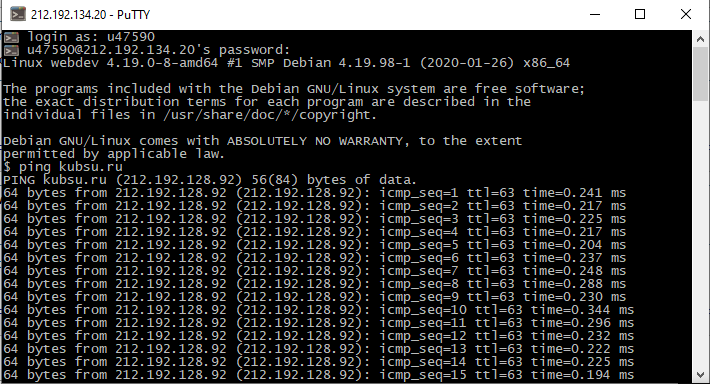 212.192.134.20 - PuTTY
login as: u47590
u47590@212.192.134.20's password:
Linux webdev 4.19.0-8-amd64 #1 SMP Debian 4.19.98-1 (2020-01-26) x86_64
The programs included with the Debian GNU/Linux system are free software;
the exact distribution terms for each program are described in the
individual files in /usr/share/doc/*/copyright.
Debian GNU/Linux comes with ABSOLUTELY NO WARRANTY, to the extent
permitted by applicable law.
$ ping kubsu.ru
PING kubsu.ru (212.192.128.92) 56(84) bytes of data.
64 bytes from 212.192.128.92 (212.192.128.92): icmp_seq=1 ttl=63 time=0.241 ms
64 bytes from 212.192.128.92 (212.192.128.92): icmp_seq=2 ttl=63 time=0.217 ms
64 bytes from 212.192.128.92 (212.192.128.92): icmp_seq=3 ttl=63 time=0.225 ms
64 bytes from 212.192.128.92 (212.192.128.92): icmp_seq=4 ttl=63 time=0.217 ms
64 bytes from 212.192.128.92 (212.192.128.92): icmp_seq=5 ttl=63 time=0.204 ms
64 bytes from 212.192.128.92 (212.192.128.92): icmp_seq=6 ttl=63 time=0.237 ms
64 bytes from 212.192.128.92 (212.192.128.92): icmp_seq=7 ttl=63 time=0.248 ms
64 bytes from 212.192.128.92 (212.192.128.92): icmp_seq=8 ttl=63 time=0.288 ms
64 bytes from 212.192.128.92 (212.192.128.92): icmp_seq=9 ttl=63 time=0.230 ms
64 bytes from 212.192.128.92 (212.192.128.92): icmp_seq=10 ttl=63 time=0.344 ms
64 bytes from 212.192.128.92 (212.192.128.92): icmp_seq=11 ttl=63 time=0.296 ms
64 bytes from 212.192.128.92 (212.192.128.92): icmp_seq=12 ttl=63 time=0.232 ms
64 bytes from 212.192.128.92 (212.192.128.92): icmp_seq=13 ttl=63 time=0.222 ms
64 bytes from 212.192.128.92 (212.192.128.92): icmp_seq=14 ttl=63 time=0.225 ms
64 bytes from 212.192.128.92 (212.192.128.92): icmp_seq=15 ttl=63 time=0.194 ms